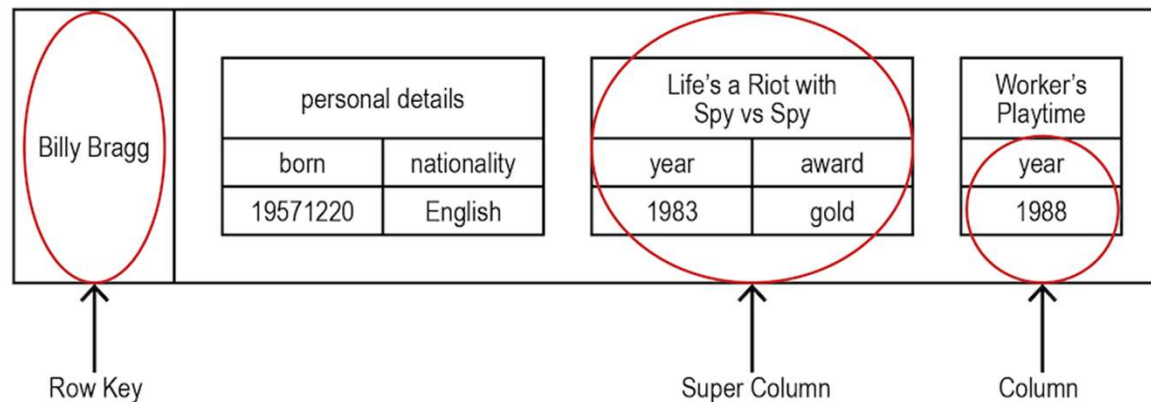 Billy Bragg
personal details
born nationality
19571220 English
Life's a Riot with
Spy vs Spy
year award
1983 gold
Worker's
Playtime
year
1988
Row Key
Super Column
Column